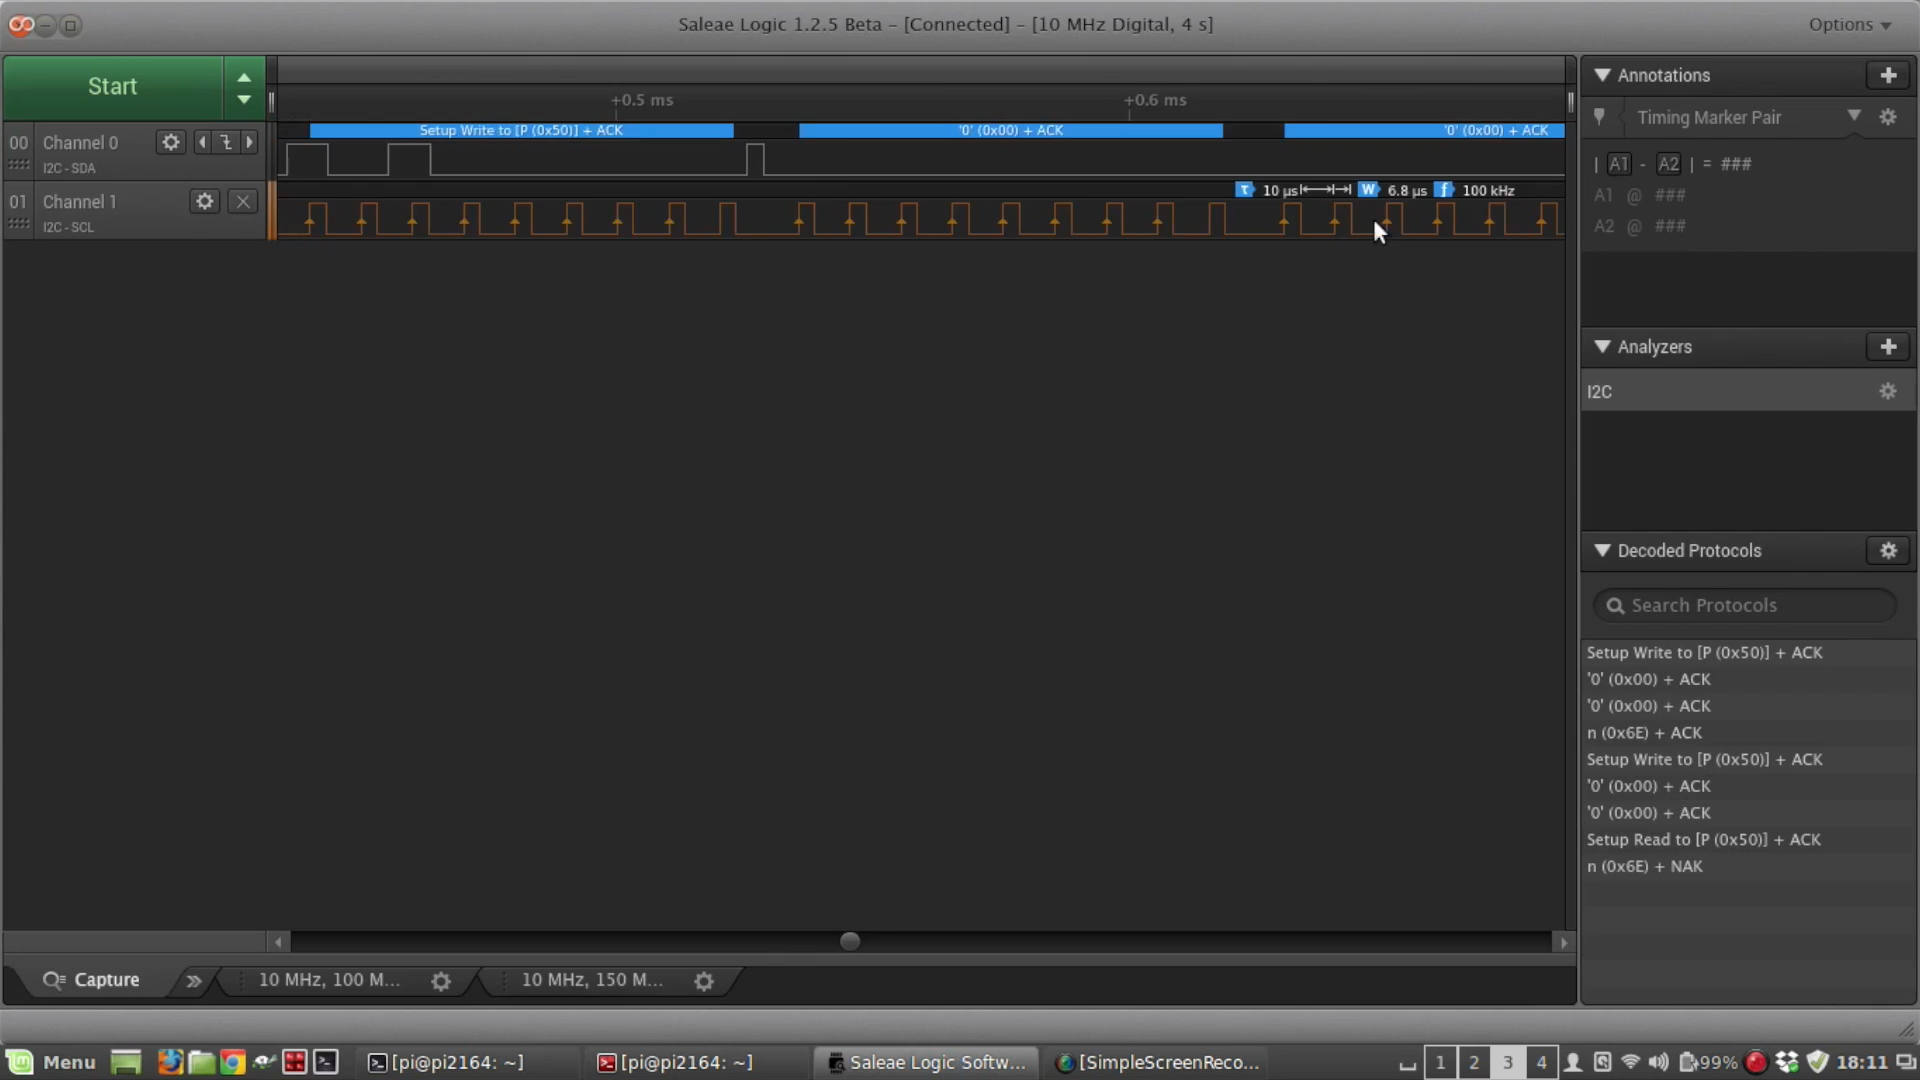 Saleae Logic 1.2.5 Beta - [Connected] - [10 MHz Digital, 4 s]
Options
Start
+0.5 ms
+0.6 ms
00
Channel 0
I2C - SDA
Setup Write to [P (0x50)] + ACK
'0' (0x00) + ACK
'0' (0x00) + ACK
01
Channel 1
I2C - SCL
τ 10 µs W 6.8 µs f 100 kHz
Annotations
Timing Marker Pair
| A1 - A2 | = ###
A1 @ ###
A2 @ ###
Analyzers
I2C
Decoded Protocols
Search Protocols
Setup Write to [P (0x50)] + ACK
'0' (0x00) + ACK
'0' (0x00) + ACK
n (0x6E) + ACK
Setup Write to [P (0x50)] + ACK
'0' (0x00) + ACK
'0' (0x00) + ACK
Setup Read to [P (0x50)] + ACK
n (0x6E) + NAK
Capture
10 MHz, 100 M...
10 MHz, 150 M...
Menu
[pi@pi2164: ~]
[pi@pi2164: ~]
Saleae Logic Softw...
[SimpleScreenReco...
1 2 3 4
99%
18:11